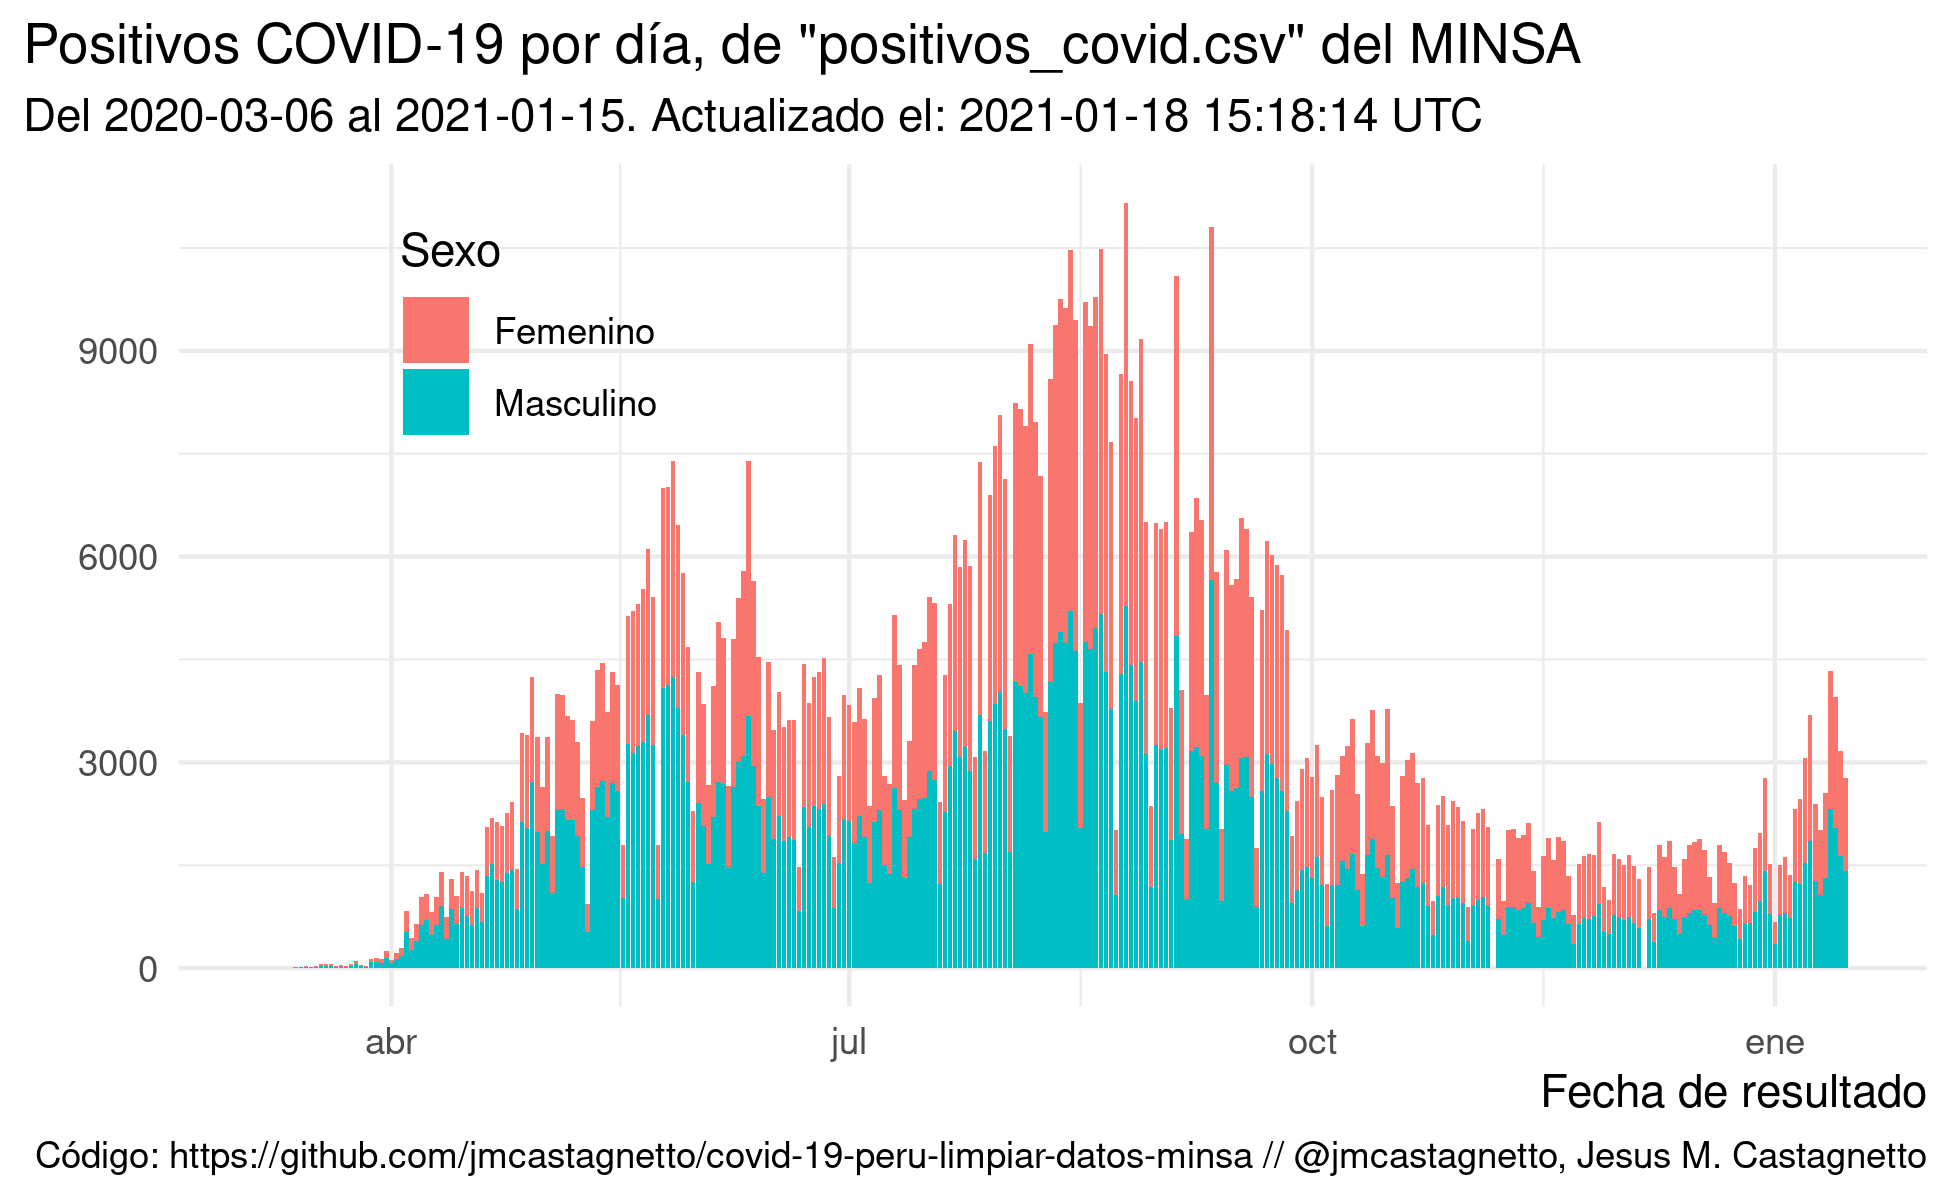 Positivos COVID-19 por día, de "positivos_covid.csv" del MINSA
Del 2020-03-06 al 2021-01-15. Actualizado el: 2021-01-18 15:18:14 UTC
Sexo
Femenino
Masculino
9000
6000
3000
0
abr jul oct ene
Fecha de resultado
Código: https://github.com/jmcastagnetto/covid-19-peru-limpiar-datos-minsa // @jmcastagnetto, Jesus M. Castagnetto